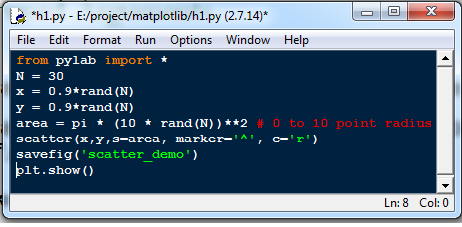 *h1.py - E:/project/matplotlib/h1.py (2.7.14)*
File Edit Format Run Options Window Help
from pylab import *
N = 30
x = 0.9*rand(N)
y = 0.9*rand(N)
area = pi * (10 * rand(N))**2 # 0 to 10 point radius
scatter(x,y,s=area, marker='^', c='r')
savefig('scatter_demo')
plt.show()
Ln: 8 Col: 0